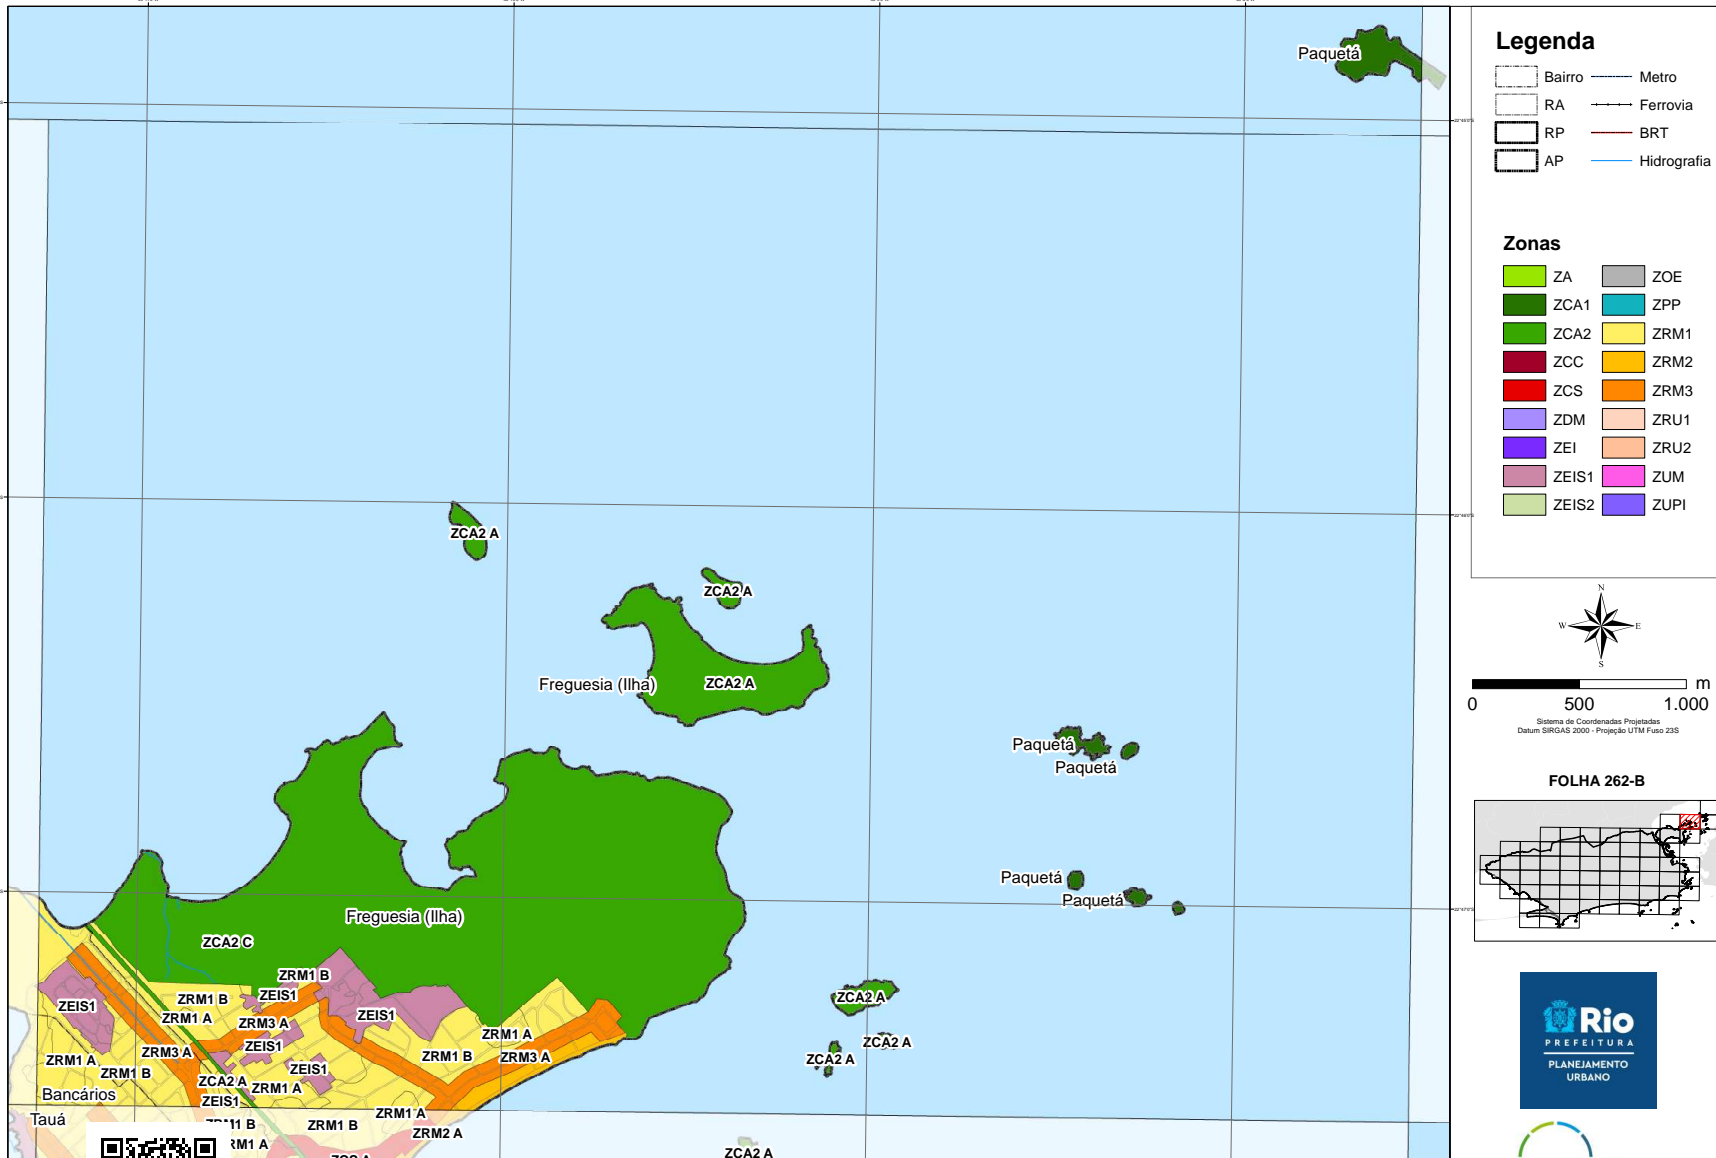 Paquetá
ZCA2 A
ZCA2 A
Freguesia (Ilha)
ZCA2 A
Paquetá
Paquetá
Paquetá
Paquetá
Freguesia (Ilha)
ZCA2 C
ZRM1 B
ZEIS1
ZEIS1
ZRM1 B
ZRM1 A
ZEIS1
ZRM3 A
ZCA2 A
ZRM1 A
ZCA2 A
ZEIS1
ZRM3 A
ZRM1 B
ZRM3 A
ZCA2 A
ZRM1 A
ZRM1 B
ZEIS1
ZCA2 A
ZRM1 A
Bancários
ZEIS1
ZRM1 A
Tauá
ZRM1 B
ZRM1 B
ZRM2 A
RM1 A
ZCA2 A
Legenda
Bairro
Metro
RA
Ferrovia
RP
BRT
AP
Hidrografia
Zonas
ZA
ZOE
ZCA1
ZPP
ZCA2
ZRM1
ZCC
ZRM2
ZCS
ZRM3
ZDM
ZRU1
ZEI
ZRU2
ZEIS1
ZUM
ZEIS2
ZUPI
N
W
E
S
m
0 500 1.000
Sistema de Coordenadas Projetadas
Datum SIRGAS 2000 - Projeção UTM Fuso 23S
FOLHA 262-B
Rio
PREFEITURA
PLANEJAMENTO
URBANO